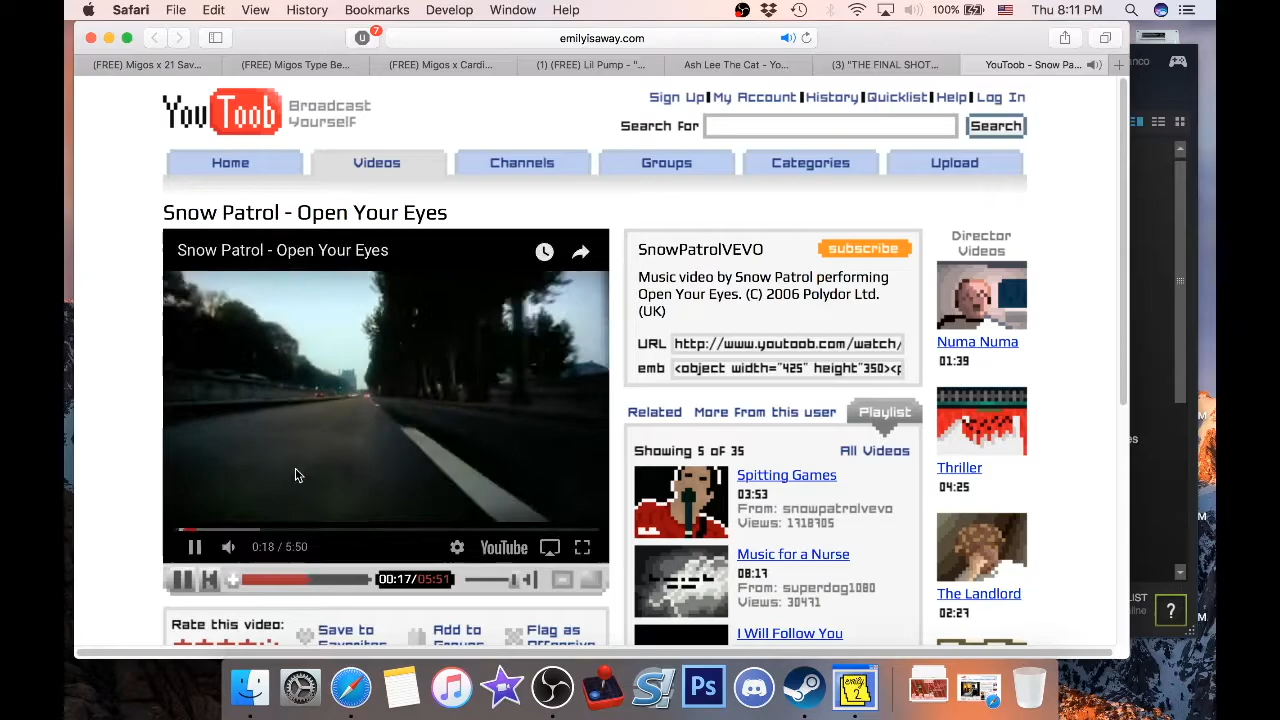 Safari File Edit View History Bookmarks Develop Window Help 100% Thu 8:11 PM
U 7 emilyisaway.com
(FREE) Migos x 21 Sav... (FREE) Migos Type Be... (FREE) Migos x Cardi... (1) (FREE) Lil Pump - "... Ash Lee The Cat - Yo... (3) "THE FINAL SHOT... YouToob - Snow Pa...
YouToob Broadcast Yourself
Sign Up My Account History Quicklist Help Log In
Search for Search
Home Videos Channels Groups Categories Upload
Snow Patrol - Open Your Eyes
Snow Patrol - Open Your Eyes
0:18 / 5:50 YouTube
00:17/05:51
Rate this video: Save to Favorites Add to Groups Flag as Offensive
SnowPatrolVEVO subscribe
Music video by Snow Patrol performing
Open Your Eyes. (C) 2006 Polydor Ltd.
(UK)
URL http://www.youtoob.com/watch/
emb <object width="425" height"350><p
Related More from this user Playlist
Showing 5 of 35 All Videos
Spitting Games
03:53
From: snowpatrolvevo
Views: 1718705
Music for a Nurse
08:17
From: superdog1080
Views: 30471
I Will Follow You
Director
Videos
Numa Numa
01:39
Thriller
04:25
The Landlord
02:27
?
Ps
2